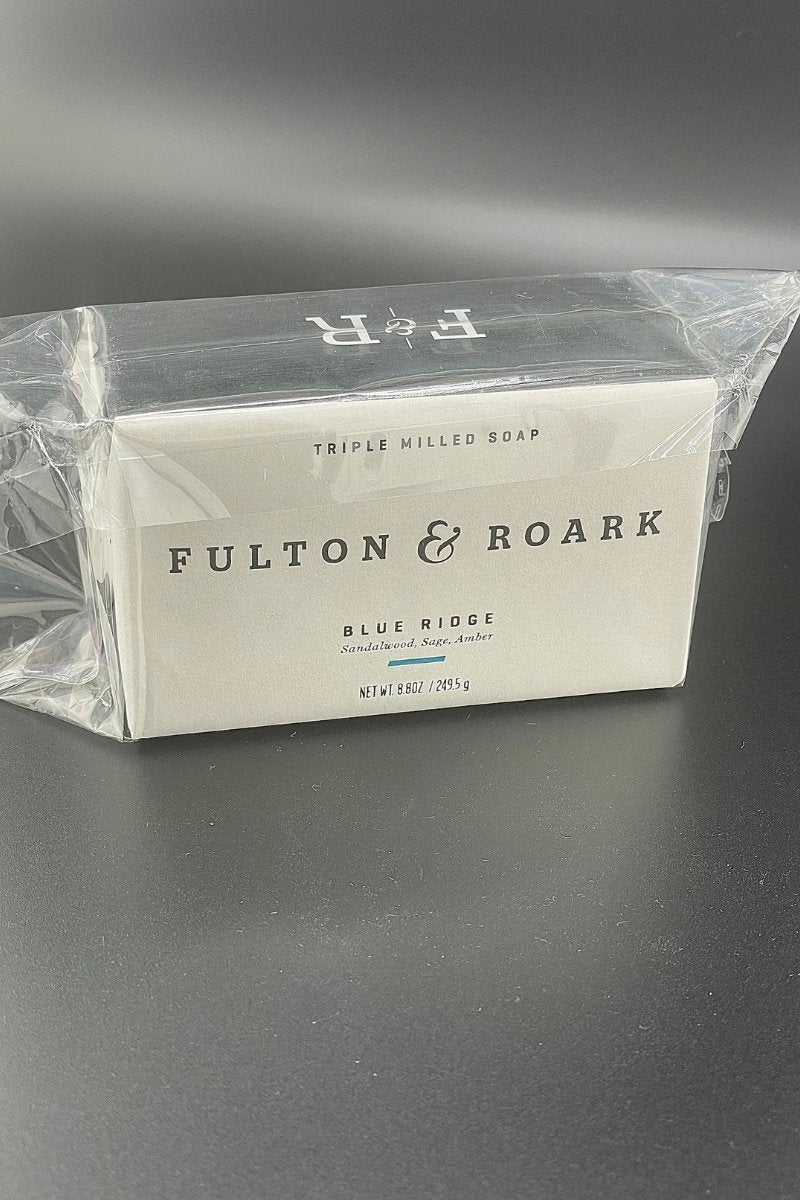 F & R
TRIPLE MILLED SOAP
FULTON & ROARK
BLUE RIDGE
Sandalwood, Sage, Amber
NET WT. 8.8OZ / 249.5 g